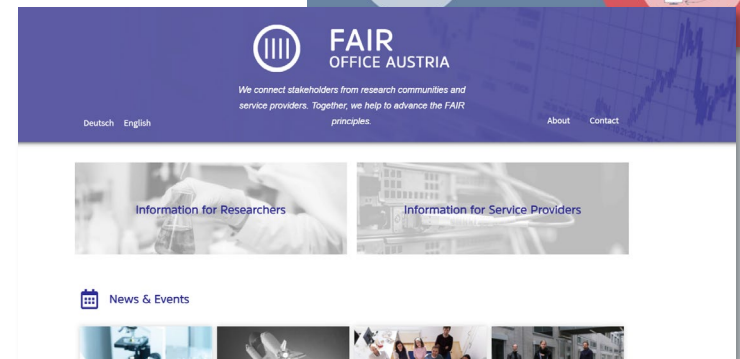 FAIR
OFFICE AUSTRIA
We connect stakeholders from research communities and
service providers. Together, we help to advance the FAIR
principles.
Deutsch English
About Contact
Information for Researchers
Information for Service Providers
News & Events